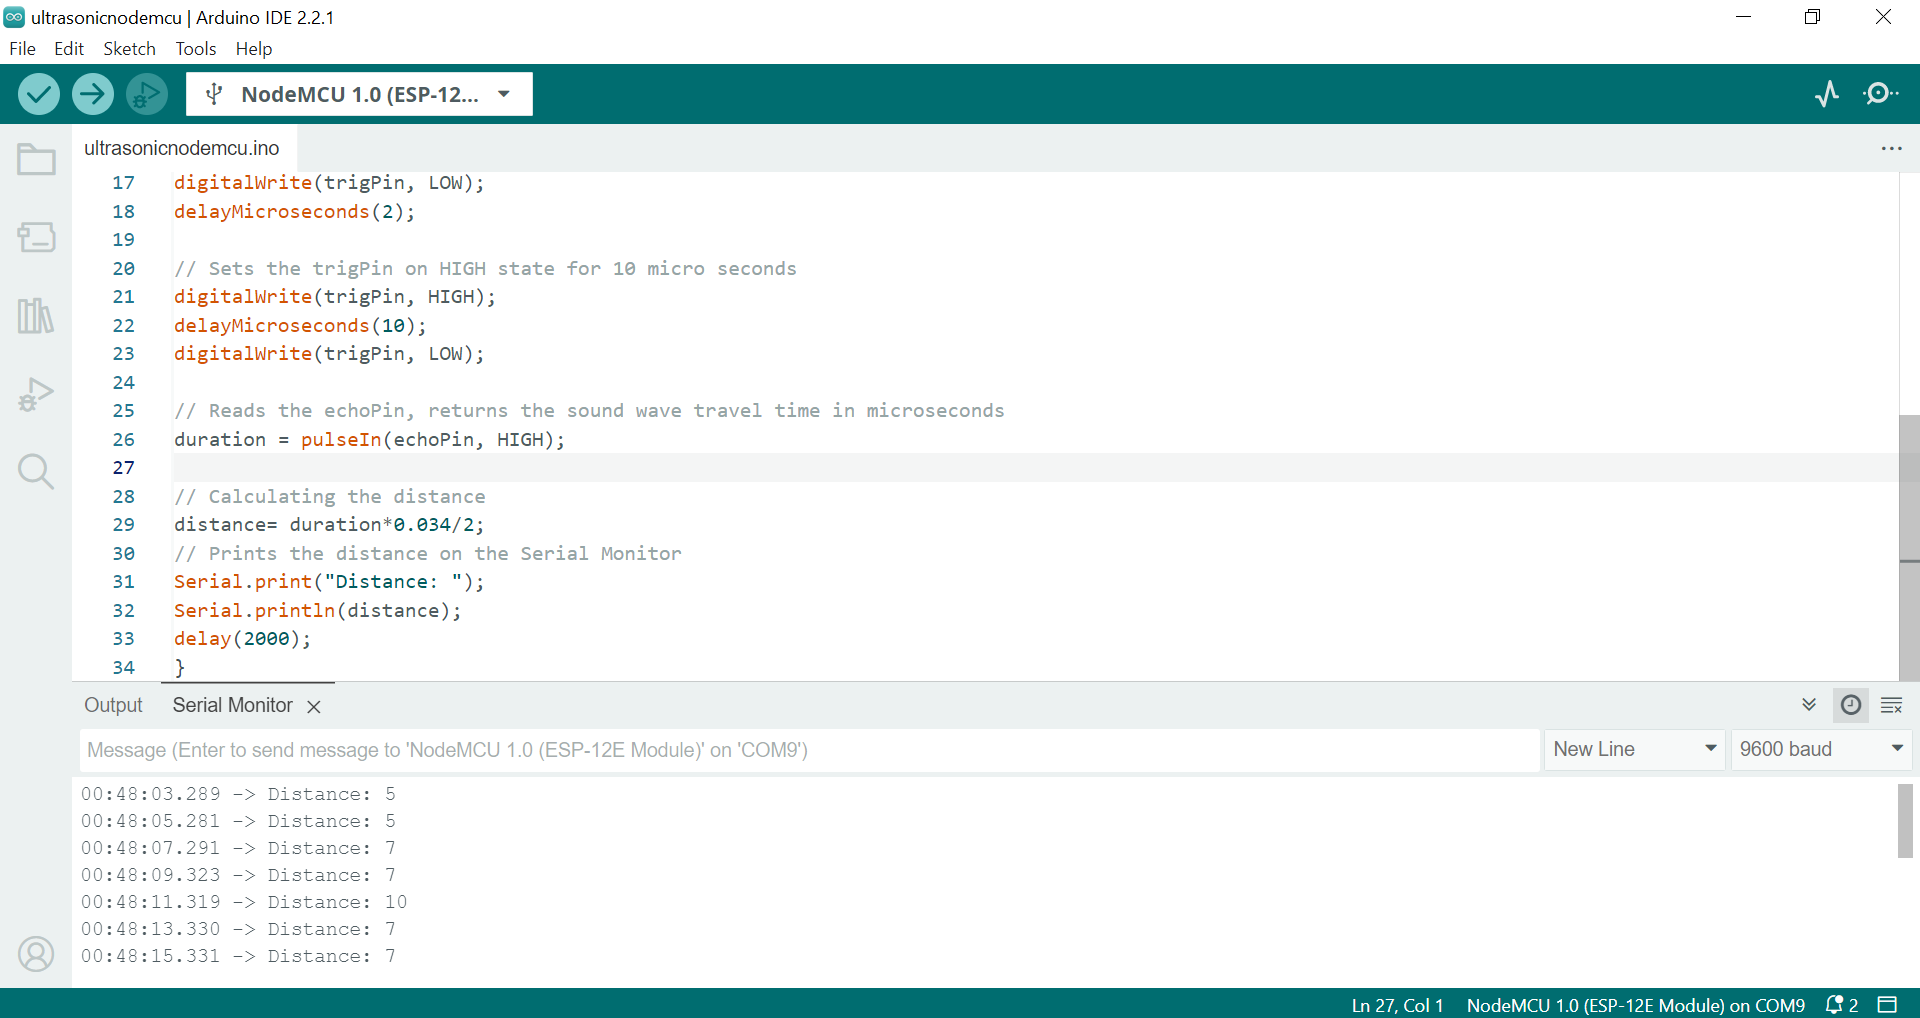 ultrasonicnodemcu | Arduino IDE 2.2.1
File Edit Sketch Tools Help
NodeMCU 1.0 (ESP-12...
ultrasonicnodemcu.ino
17 digitalWrite(trigPin, LOW);
18 delayMicroseconds(2);
19
20 // Sets the trigPin on HIGH state for 10 micro seconds
21 digitalWrite(trigPin, HIGH);
22 delayMicroseconds(10);
23 digitalWrite(trigPin, LOW);
24
25 // Reads the echoPin, returns the sound wave travel time in microseconds
26 duration = pulseIn(echoPin, HIGH);
27
28 // Calculating the distance
29 distance= duration*0.034/2;
30 // Prints the distance on the Serial Monitor
31 Serial.print("Distance: ");
32 Serial.println(distance);
33 delay(2000);
34 }
Output Serial Monitor
Message (Enter to send message to 'NodeMCU 1.0 (ESP-12E Module)' on 'COM9') New Line 9600 baud
00:48:03.289 -> Distance: 5
00:48:05.281 -> Distance: 5
00:48:07.291 -> Distance: 7
00:48:09.323 -> Distance: 7
00:48:11.319 -> Distance: 10
00:48:13.330 -> Distance: 7
00:48:15.331 -> Distance: 7
Ln 27, Col 1 NodeMCU 1.0 (ESP-12E Module) on COM9 2